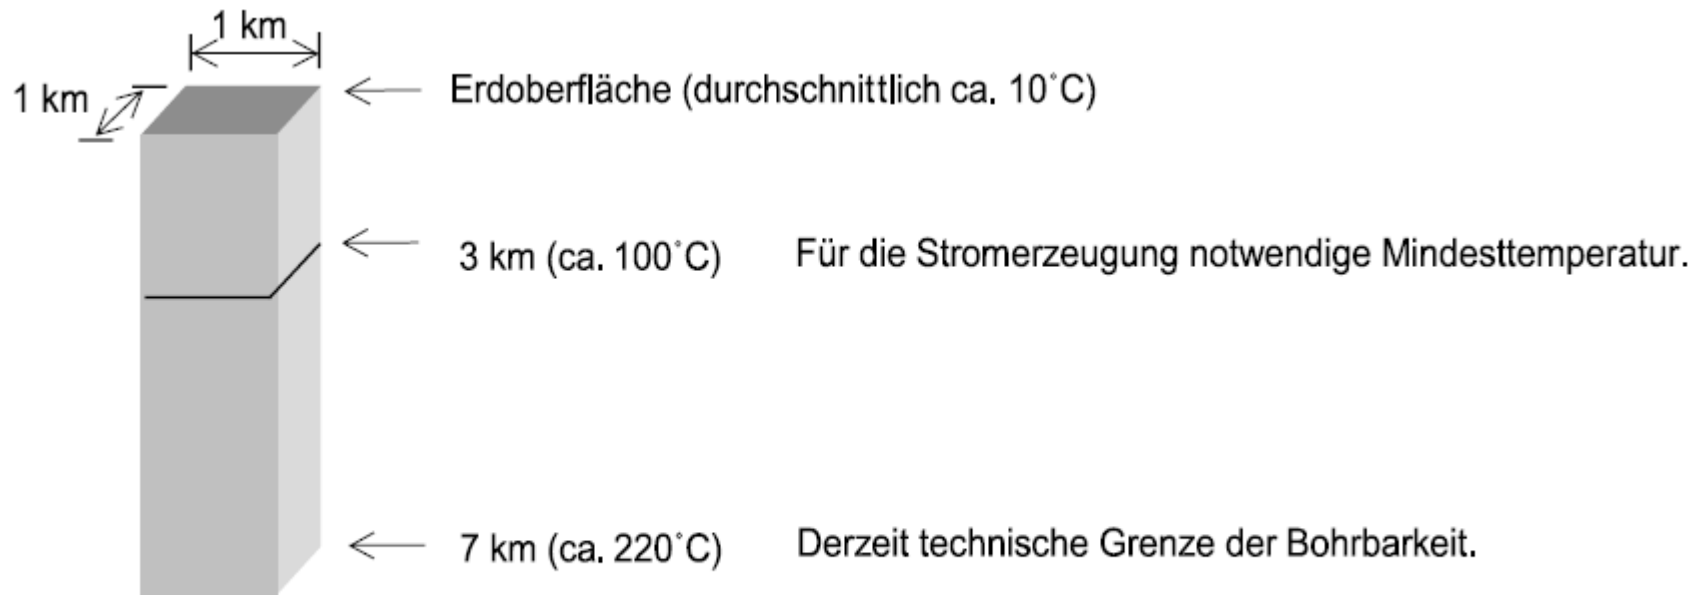 1 km
1 km
Erdoberfläche (durchschnittlich ca. 10°C)
3 km (ca. 100°C) Für die Stromerzeugung notwendige Mindesttemperatur.
7 km (ca. 220°C) Derzeit technische Grenze der Bohrbarkeit.